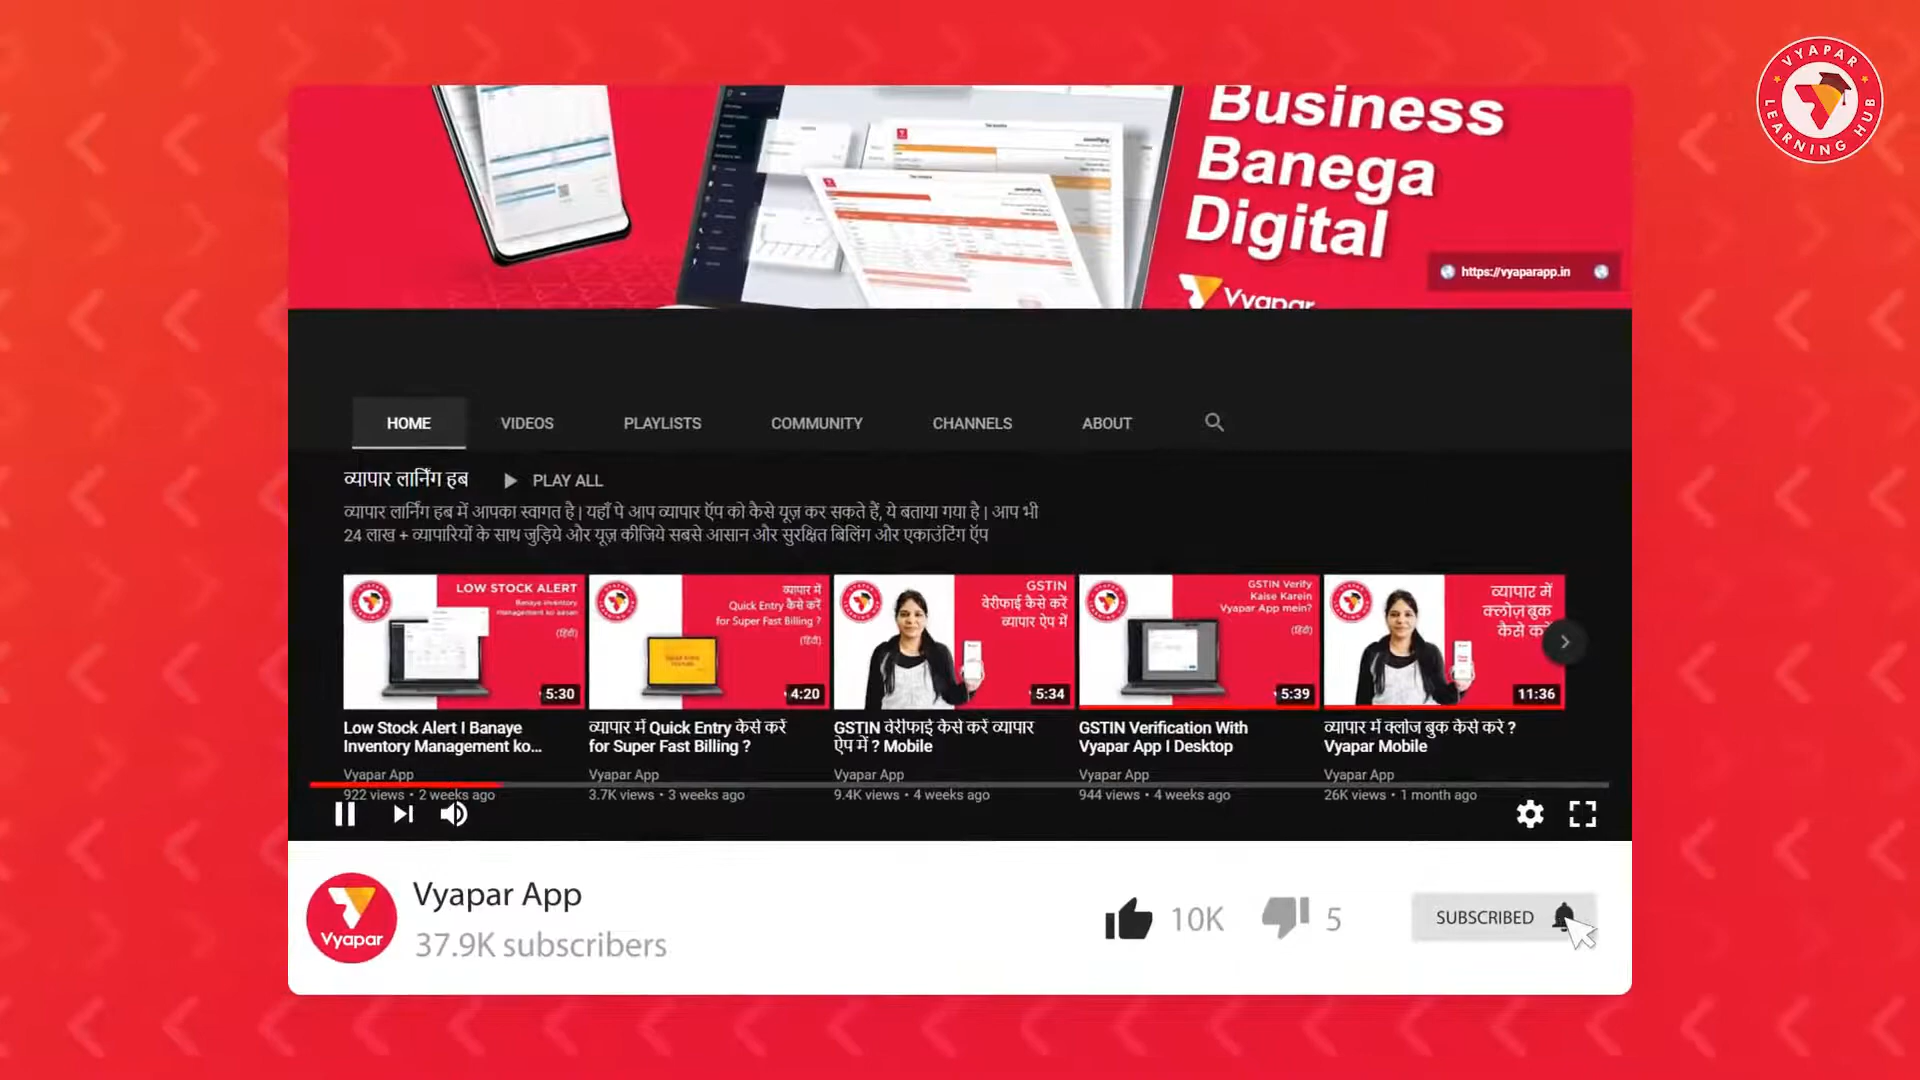 VYAPAR
LEARNING HUB
Business
Banega
Digital
https://vyaparapp.in
Vyapar
HOME
VIDEOS
PLAYLISTS
COMMUNITY
CHANNELS
ABOUT
व्यापार लार्निंग हब
PLAY ALL
व्यापार लार्निंग हब में आपका स्वागत है | यहाँ पे आप व्यापार ऍप को कैसे यूज़ कर सकते हैं, ये बताया गया है | आप भी
24 लाख + व्यापारियों के साथ जुड़िये और यूज़ कीजिये सबसे आसान और सुरक्षित बिलिंग और एकाउंटिंग ऍप
LOW STOCK ALERT
Banaye Inventory
Management ko aasan
(हिंदी)
5:30
व्यापार में
Quick Entry कैसे करें
for Super Fast Billing ?
(हिंदी)
4:20
GSTIN
वेरीफाई कैसे करें
व्यापार ऐप में
5:34
GSTIN Verify
Kaise Karein
Vyapar App mein?
(हिंदी)
5:39
व्यापार में
क्लोज़ बुक
कैसे करें
11:36
Low Stock Alert I Banaye
Inventory Management ko...
व्यापार में Quick Entry कैसे करें
for Super Fast Billing ?
GSTIN वेरीफाई कैसे करें व्यापार
ऐप में ? Mobile
GSTIN Verification With
Vyapar App I Desktop
व्यापार में क्लोज बुक कैसे करे ?
Vyapar Mobile
Vyapar App
Vyapar App
Vyapar App
Vyapar App
Vyapar App
922 views • 2 weeks ago
3.7K views • 3 weeks ago
9.4K views • 4 weeks ago
944 views • 4 weeks ago
26K views • 1 month ago
Vyapar
Vyapar App
37.9K subscribers
10K
5
SUBSCRIBED